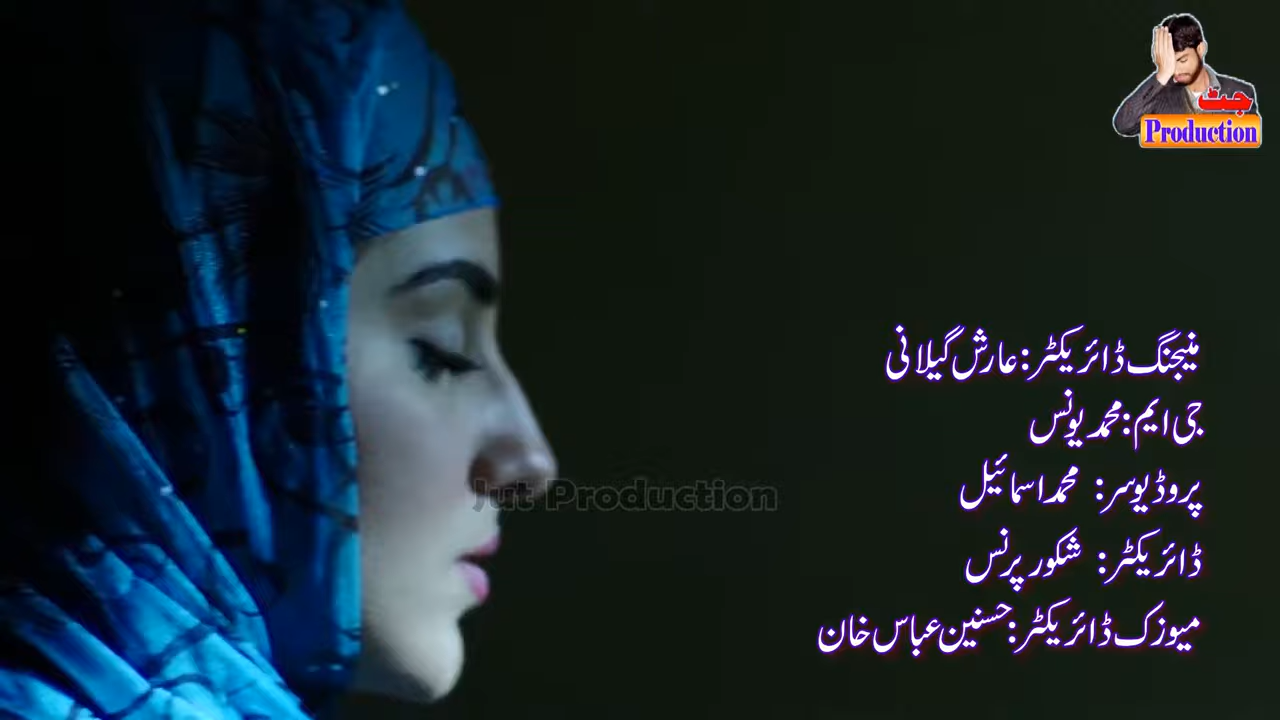 جٹ
Production
منیجنگ ڈائریکٹر: عارش گیلانی
جی ایم: محمد یونس
Jut Production
پروڈیوسر: محمد اسمائیل
ڈائریکٹر: شکور پرنس
میوزک ڈائریکٹر: حسنین عباس خان